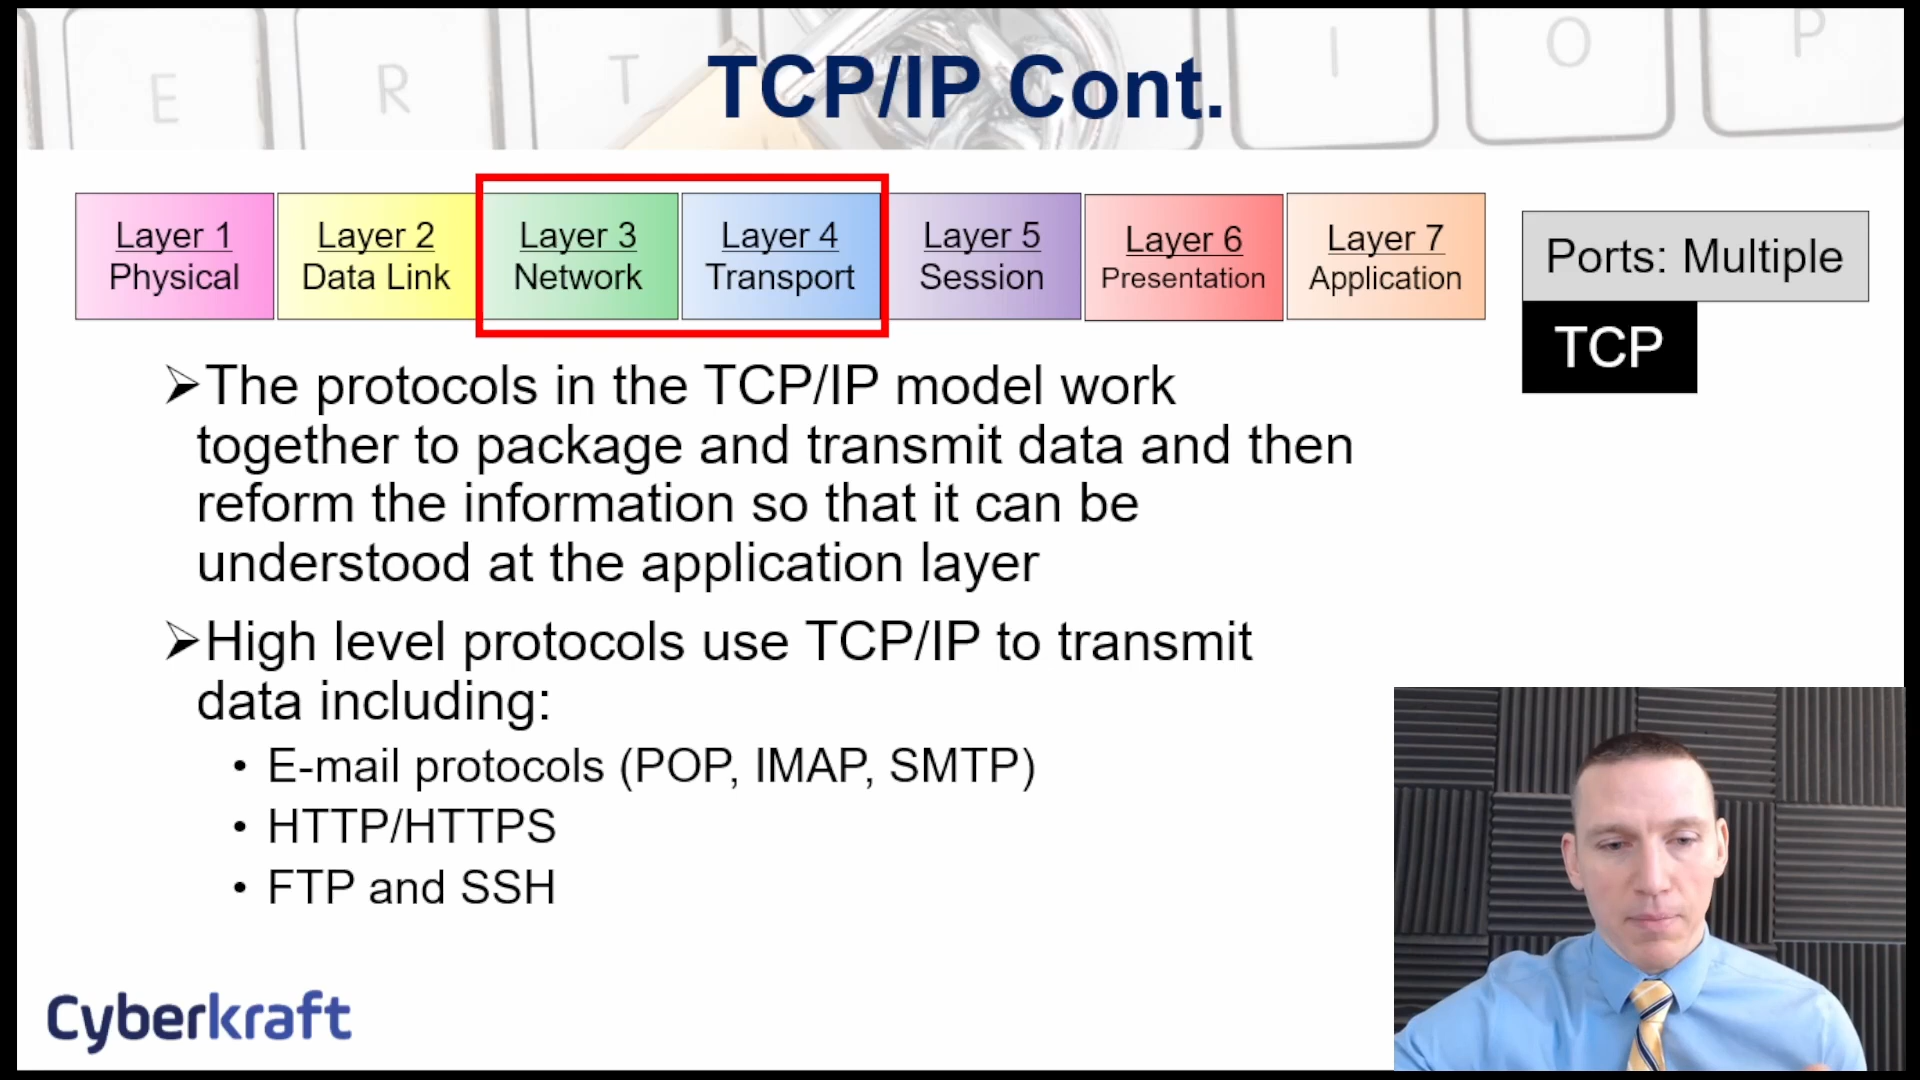 E R T I O P
TCP/IP Cont.
Layer 1
Physical
Layer 2
Data Link
Layer 3
Network
Layer 4
Transport
Layer 5
Session
Layer 6
Presentation
Layer 7
Application
Ports: Multiple
TCP
➢The protocols in the TCP/IP model work
together to package and transmit data and then
reform the information so that it can be
understood at the application layer
➢High level protocols use TCP/IP to transmit
data including:
• E-mail protocols (POP, IMAP, SMTP)
• HTTP/HTTPS
• FTP and SSH
Cyberkraft